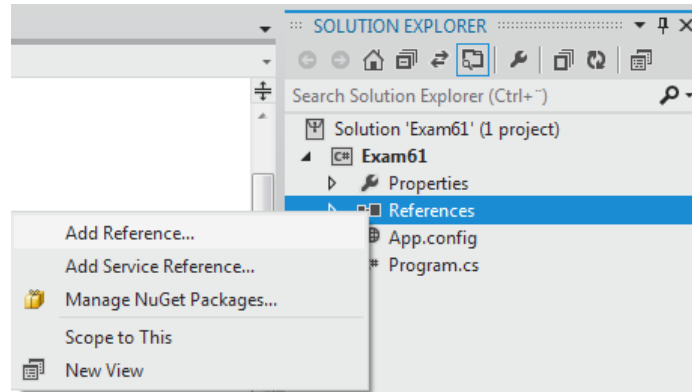 SOLUTION EXPLORER
Search Solution Explorer (Ctrl+¨)
Solution 'Exam61' (1 project)
C# Exam61
Properties
References
App.config
Program.cs
Add Reference...
Add Service Reference...
Manage NuGet Packages...
Scope to This
New View